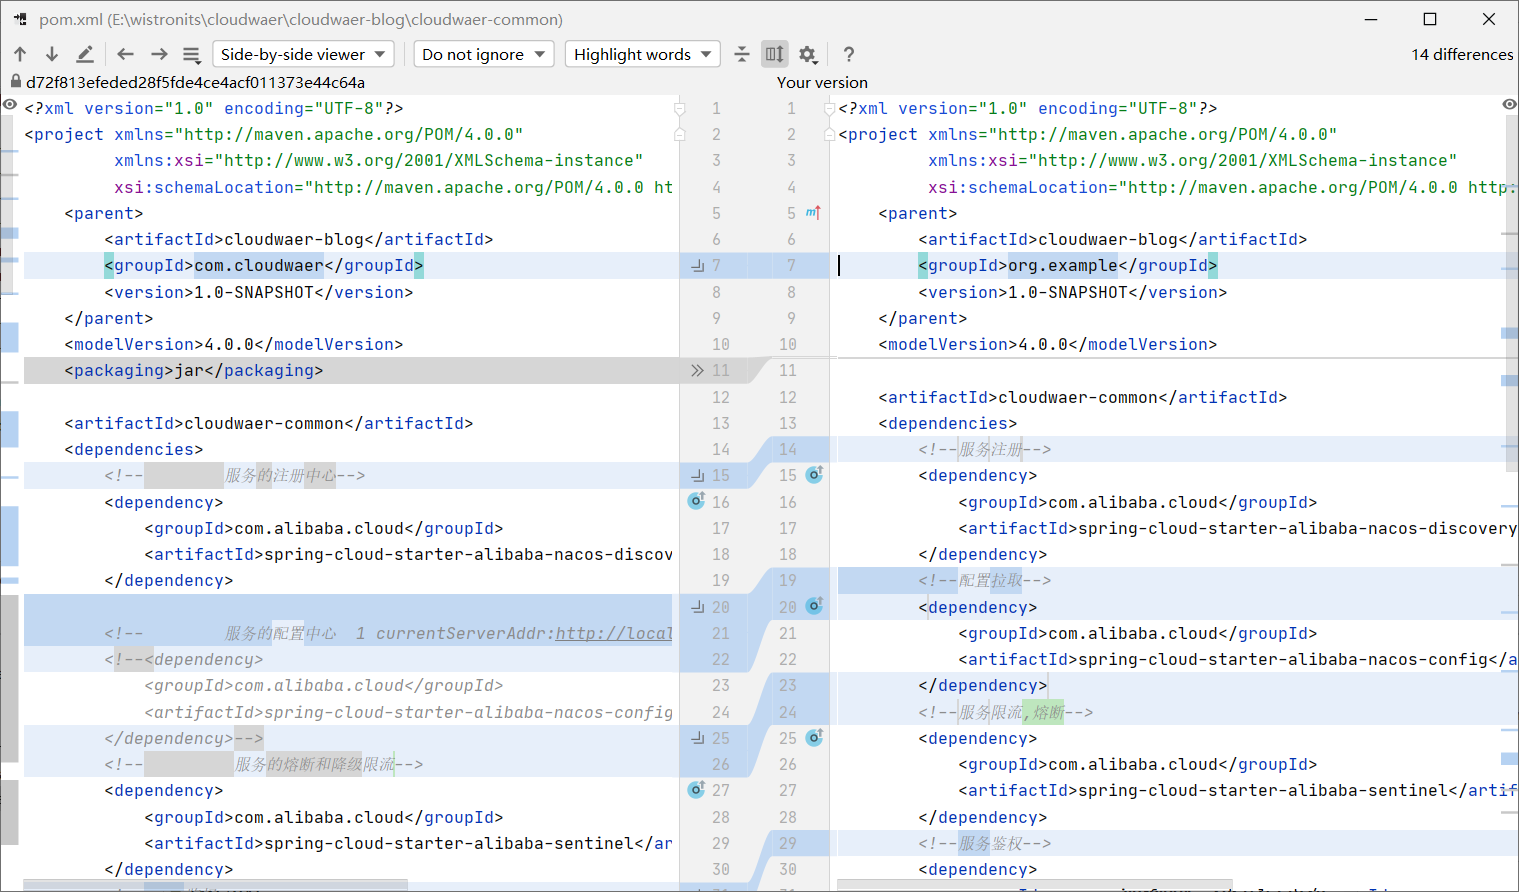 pom.xml (E:\wistronits\cloudwaer\cloudwaer-blog\cloudwaer-common)
Side-by-side viewer
Do not ignore
Highlight words
?
14 differences
d72f813efeded28f5fde4ce4acf011373e44c64a
Your version
<?xml version="1.0" encoding="UTF-8"?>
<project xmlns="http://maven.apache.org/POM/4.0.0"
xmlns:xsi="http://www.w3.org/2001/XMLSchema-instance"
xsi:schemaLocation="http://maven.apache.org/POM/4.0.0 ht
<parent>
<artifactId>cloudwaer-blog</artifactId>
<groupId>com.cloudwaer</groupId>
<version>1.0-SNAPSHOT</version>
</parent>
<modelVersion>4.0.0</modelVersion>
<packaging>jar</packaging>
<artifactId>cloudwaer-common</artifactId>
<dependencies>
<!-- 服务的注册中心-->
<dependency>
<groupId>com.alibaba.cloud</groupId>
<artifactId>spring-cloud-starter-alibaba-nacos-discov
</dependency>
<!-- 服务的配置中心 1 currentServerAddr:http://local
<!--<dependency>
<groupId>com.alibaba.cloud</groupId>
<artifactId>spring-cloud-starter-alibaba-nacos-config
</dependency>-->
<!-- 服务的熔断和降级限流-->
<dependency>
<groupId>com.alibaba.cloud</groupId>
<artifactId>spring-cloud-starter-alibaba-sentinel</ar
</dependency>
1 1
2 2
3 3
4 4
5 5
6 6
7 7
8 8
9 9
10 10
11 11
12 12
13 13
14 14
15 15
16 16
17 17
18 18
19 19
20 20
21 21
22 22
23 23
24 24
25 25
26 26
27 27
28 28
29 29
30 30
<?xml version="1.0" encoding="UTF-8"?>
<project xmlns="http://maven.apache.org/POM/4.0.0"
xmlns:xsi="http://www.w3.org/2001/XMLSchema-instance"
xsi:schemaLocation="http://maven.apache.org/POM/4.0.0 http:
<parent>
<artifactId>cloudwaer-blog</artifactId>
<groupId>org.example</groupId>
<version>1.0-SNAPSHOT</version>
</parent>
<modelVersion>4.0.0</modelVersion>
<artifactId>cloudwaer-common</artifactId>
<dependencies>
<!--服务注册-->
<dependency>
<groupId>com.alibaba.cloud</groupId>
<artifactId>spring-cloud-starter-alibaba-nacos-discovery
</dependency>
<!--配置拉取-->
<dependency>
<groupId>com.alibaba.cloud</groupId>
<artifactId>spring-cloud-starter-alibaba-nacos-config</a
</dependency>
<!--服务限流,熔断-->
<dependency>
<groupId>com.alibaba.cloud</groupId>
<artifactId>spring-cloud-starter-alibaba-sentinel</artif
</dependency>
<!--服务鉴权-->
<dependency>